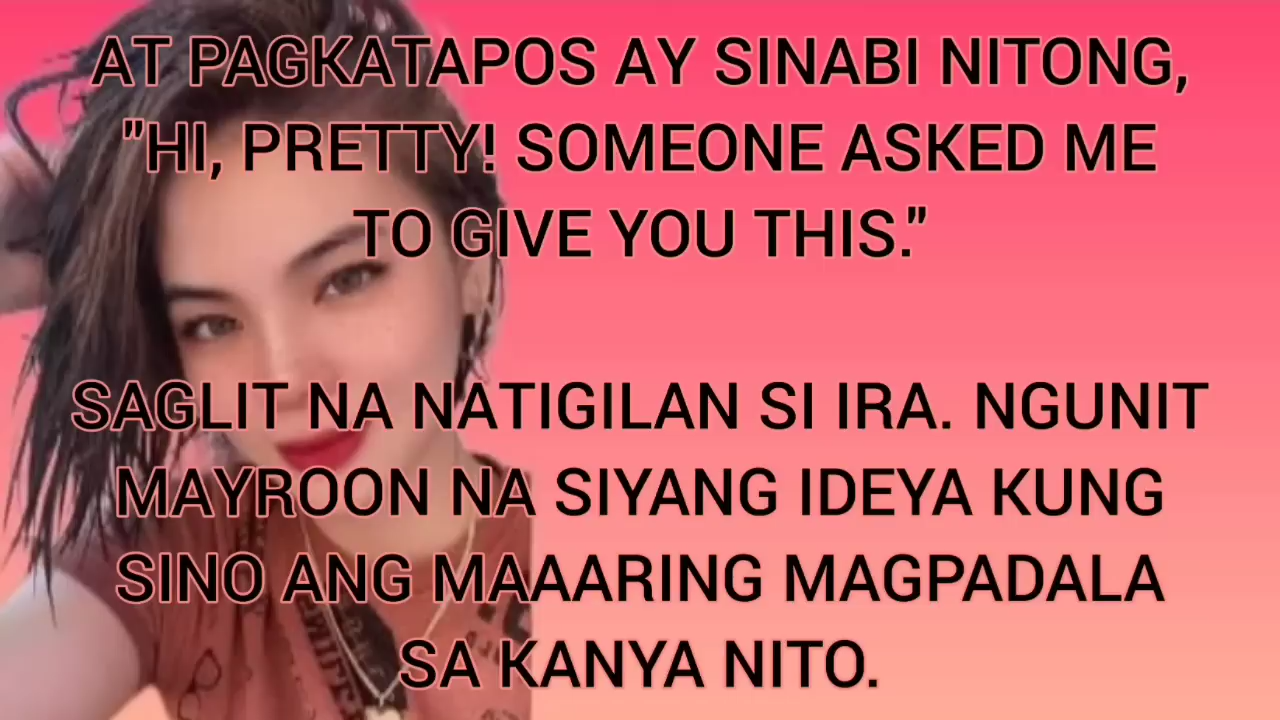 AT PAGKATAPOS AY SINABI NITONG,
"HI, PRETTY! SOMEONE ASKED ME
TO GIVE YOU THIS."
SAGLIT NA NATIGILAN SI IRA. NGUNIT
MAYROON NA SIYANG IDEYA KUNG
SINO ANG MAAARING MAGPADALA
SA KANYA NITO.